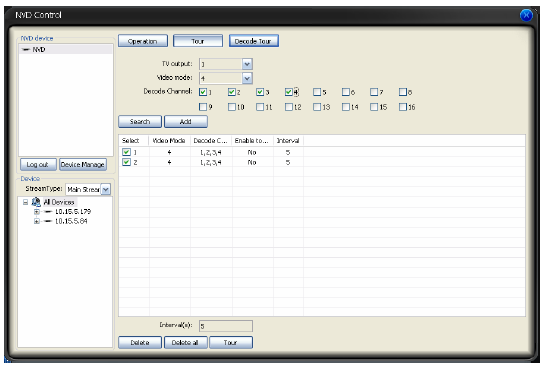 NVD Control
NVD device
NVD
Operation Tour Decode Tour
TV output: 1
Video mode: 4
Decode Channel: 1 2 3 4 5 6 7 8
9 10 11 12 13 14 15 16
Search Add
Select Video Mode Decode C... Enable to... Interval
1 4 1,2,3,4 No 5
2 4 1,2,3,4 No 5
Log out Device Manage
Device
StreamType: Main Strear
All Devices
10.15.5.179
10.15.5.84
Interval(s): 5
Delete Delete all Tour